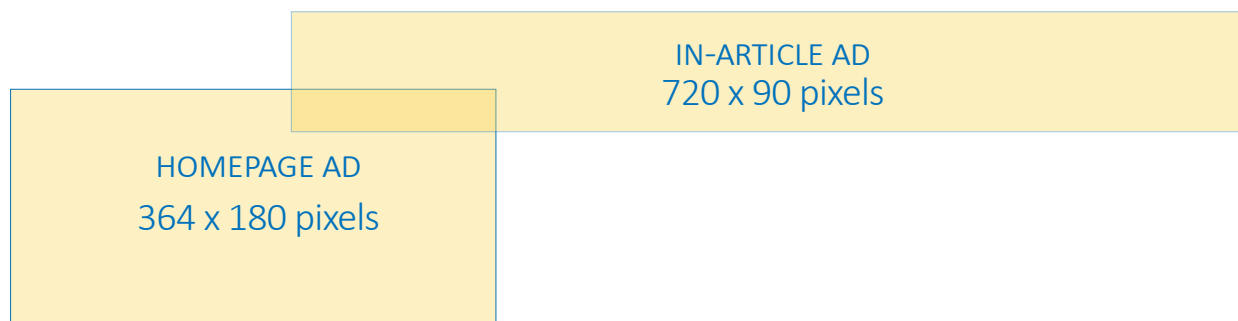 IN-ARTICLE AD
720 x 90 pixels
HOMEPAGE AD
364 x 180 pixels